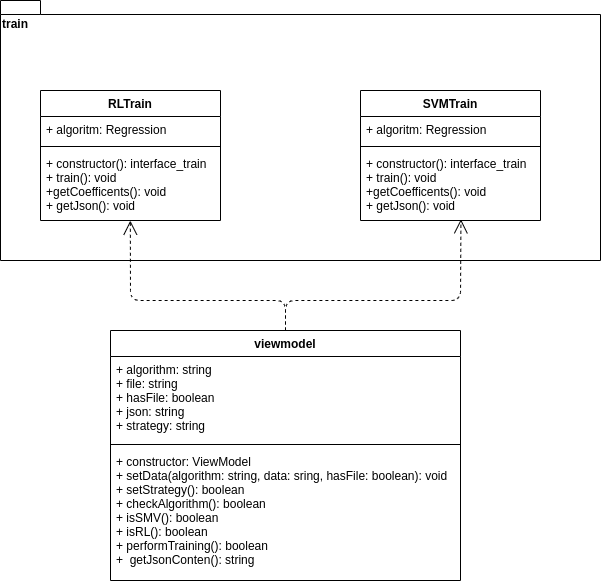 train
RLTrain
+ algoritm: Regression
+ constructor(): interface_train
+ train(): void
+getCoefficents(): void
+ getJson(): void
SVMTrain
+ algoritm: Regression
+ constructor(): interface_train
+ train(): void
+getCoefficents(): void
+ getJson(): void
viewmodel
+ algorithm: string
+ file: string
+ hasFile: boolean
+ json: string
+ strategy: string
+ constructor: ViewModel
+ setData(algorithm: string, data: sring, hasFile: boolean): void
+ setStrategy(): boolean
+ checkAlgorithm(): boolean
+ isSMV(): boolean
+ isRL(): boolean
+ performTraining(): boolean
+  getJsonConten(): string